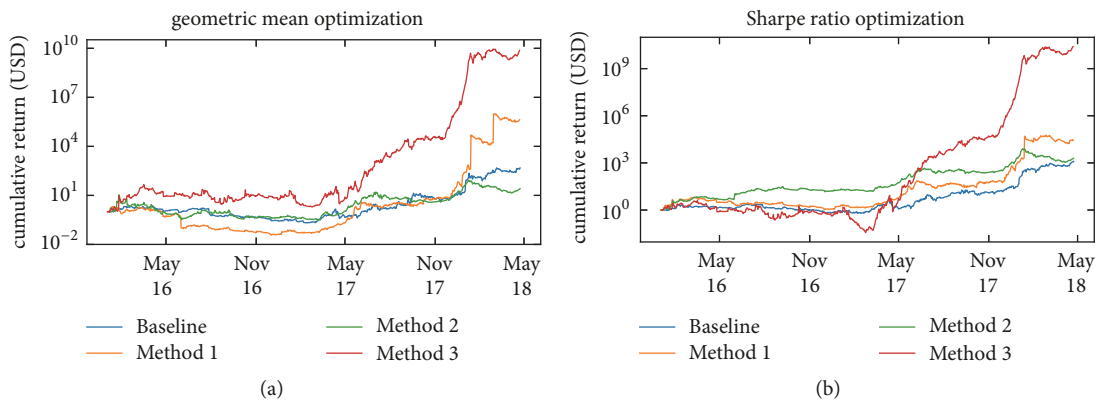 geometric mean optimization
cumulative return (USD)
10^10
10^7
10^4
10^1
10^−2
May 16
Nov 16
May 17
Nov 17
May 18
Baseline
Method 1
Method 2
Method 3
(a)
Sharpe ratio optimization
cumulative return (USD)
10^9
10^6
10^3
10^0
May 16
Nov 16
May 17
Nov 17
May 18
Baseline
Method 1
Method 2
Method 3
(b)